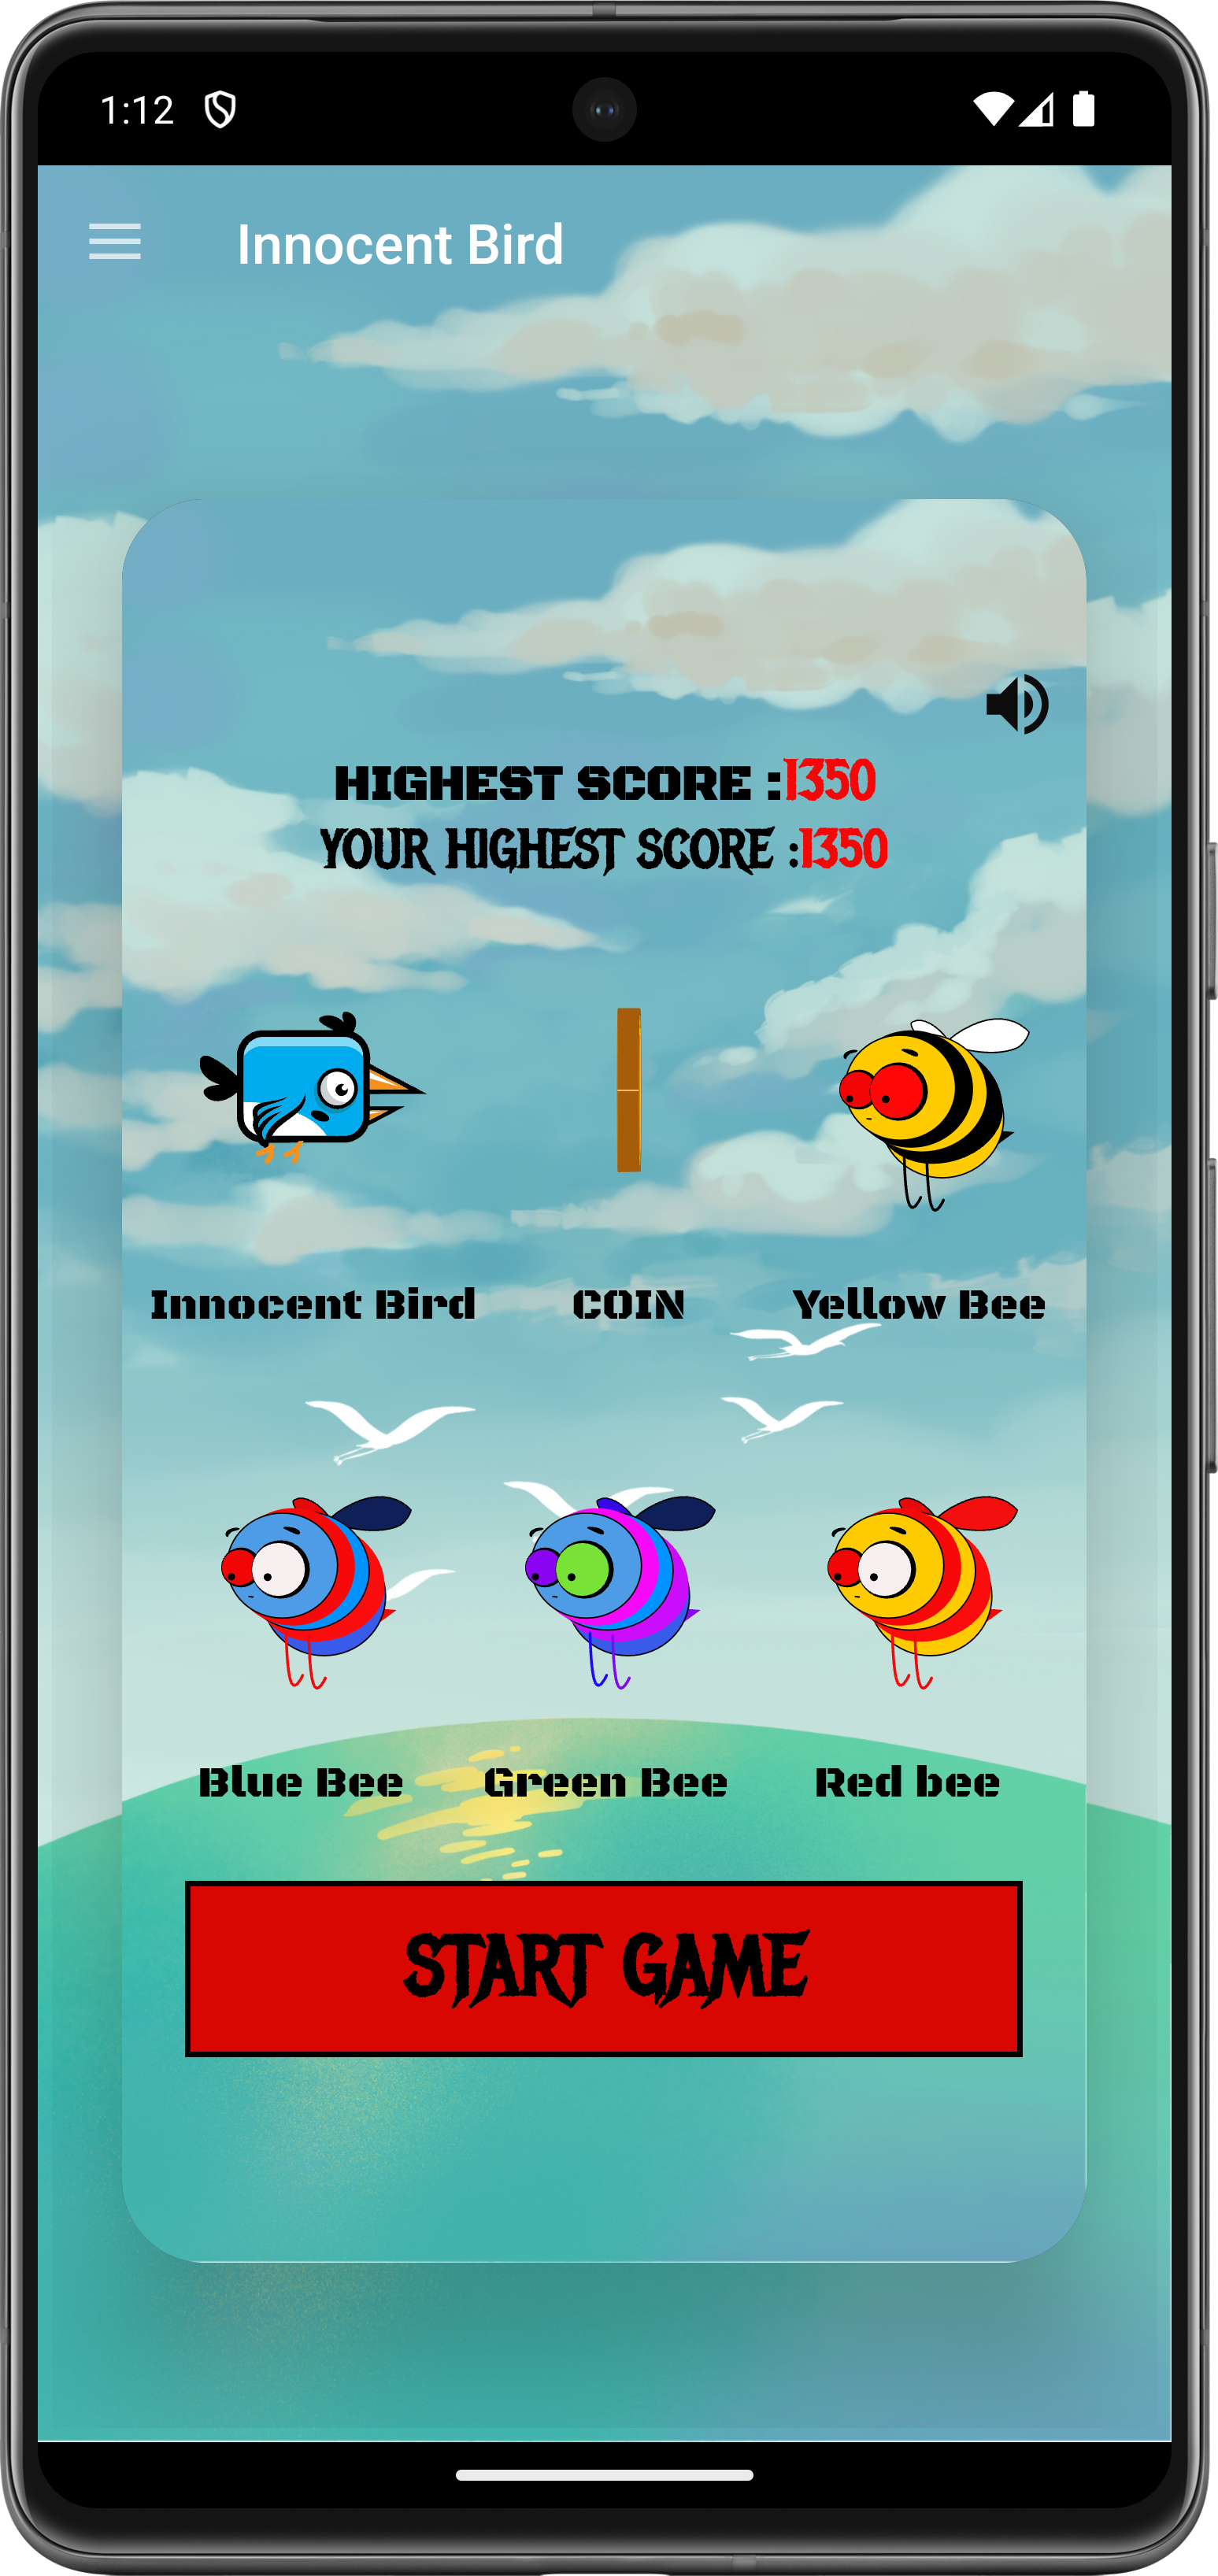 1:12
Innocent Bird
HIGHEST SCORE :1350
YOUR HIGHEST SCORE :1350
Innocent Bird COIN Yellow Bee
Blue Bee Green Bee Red bee
START GAME